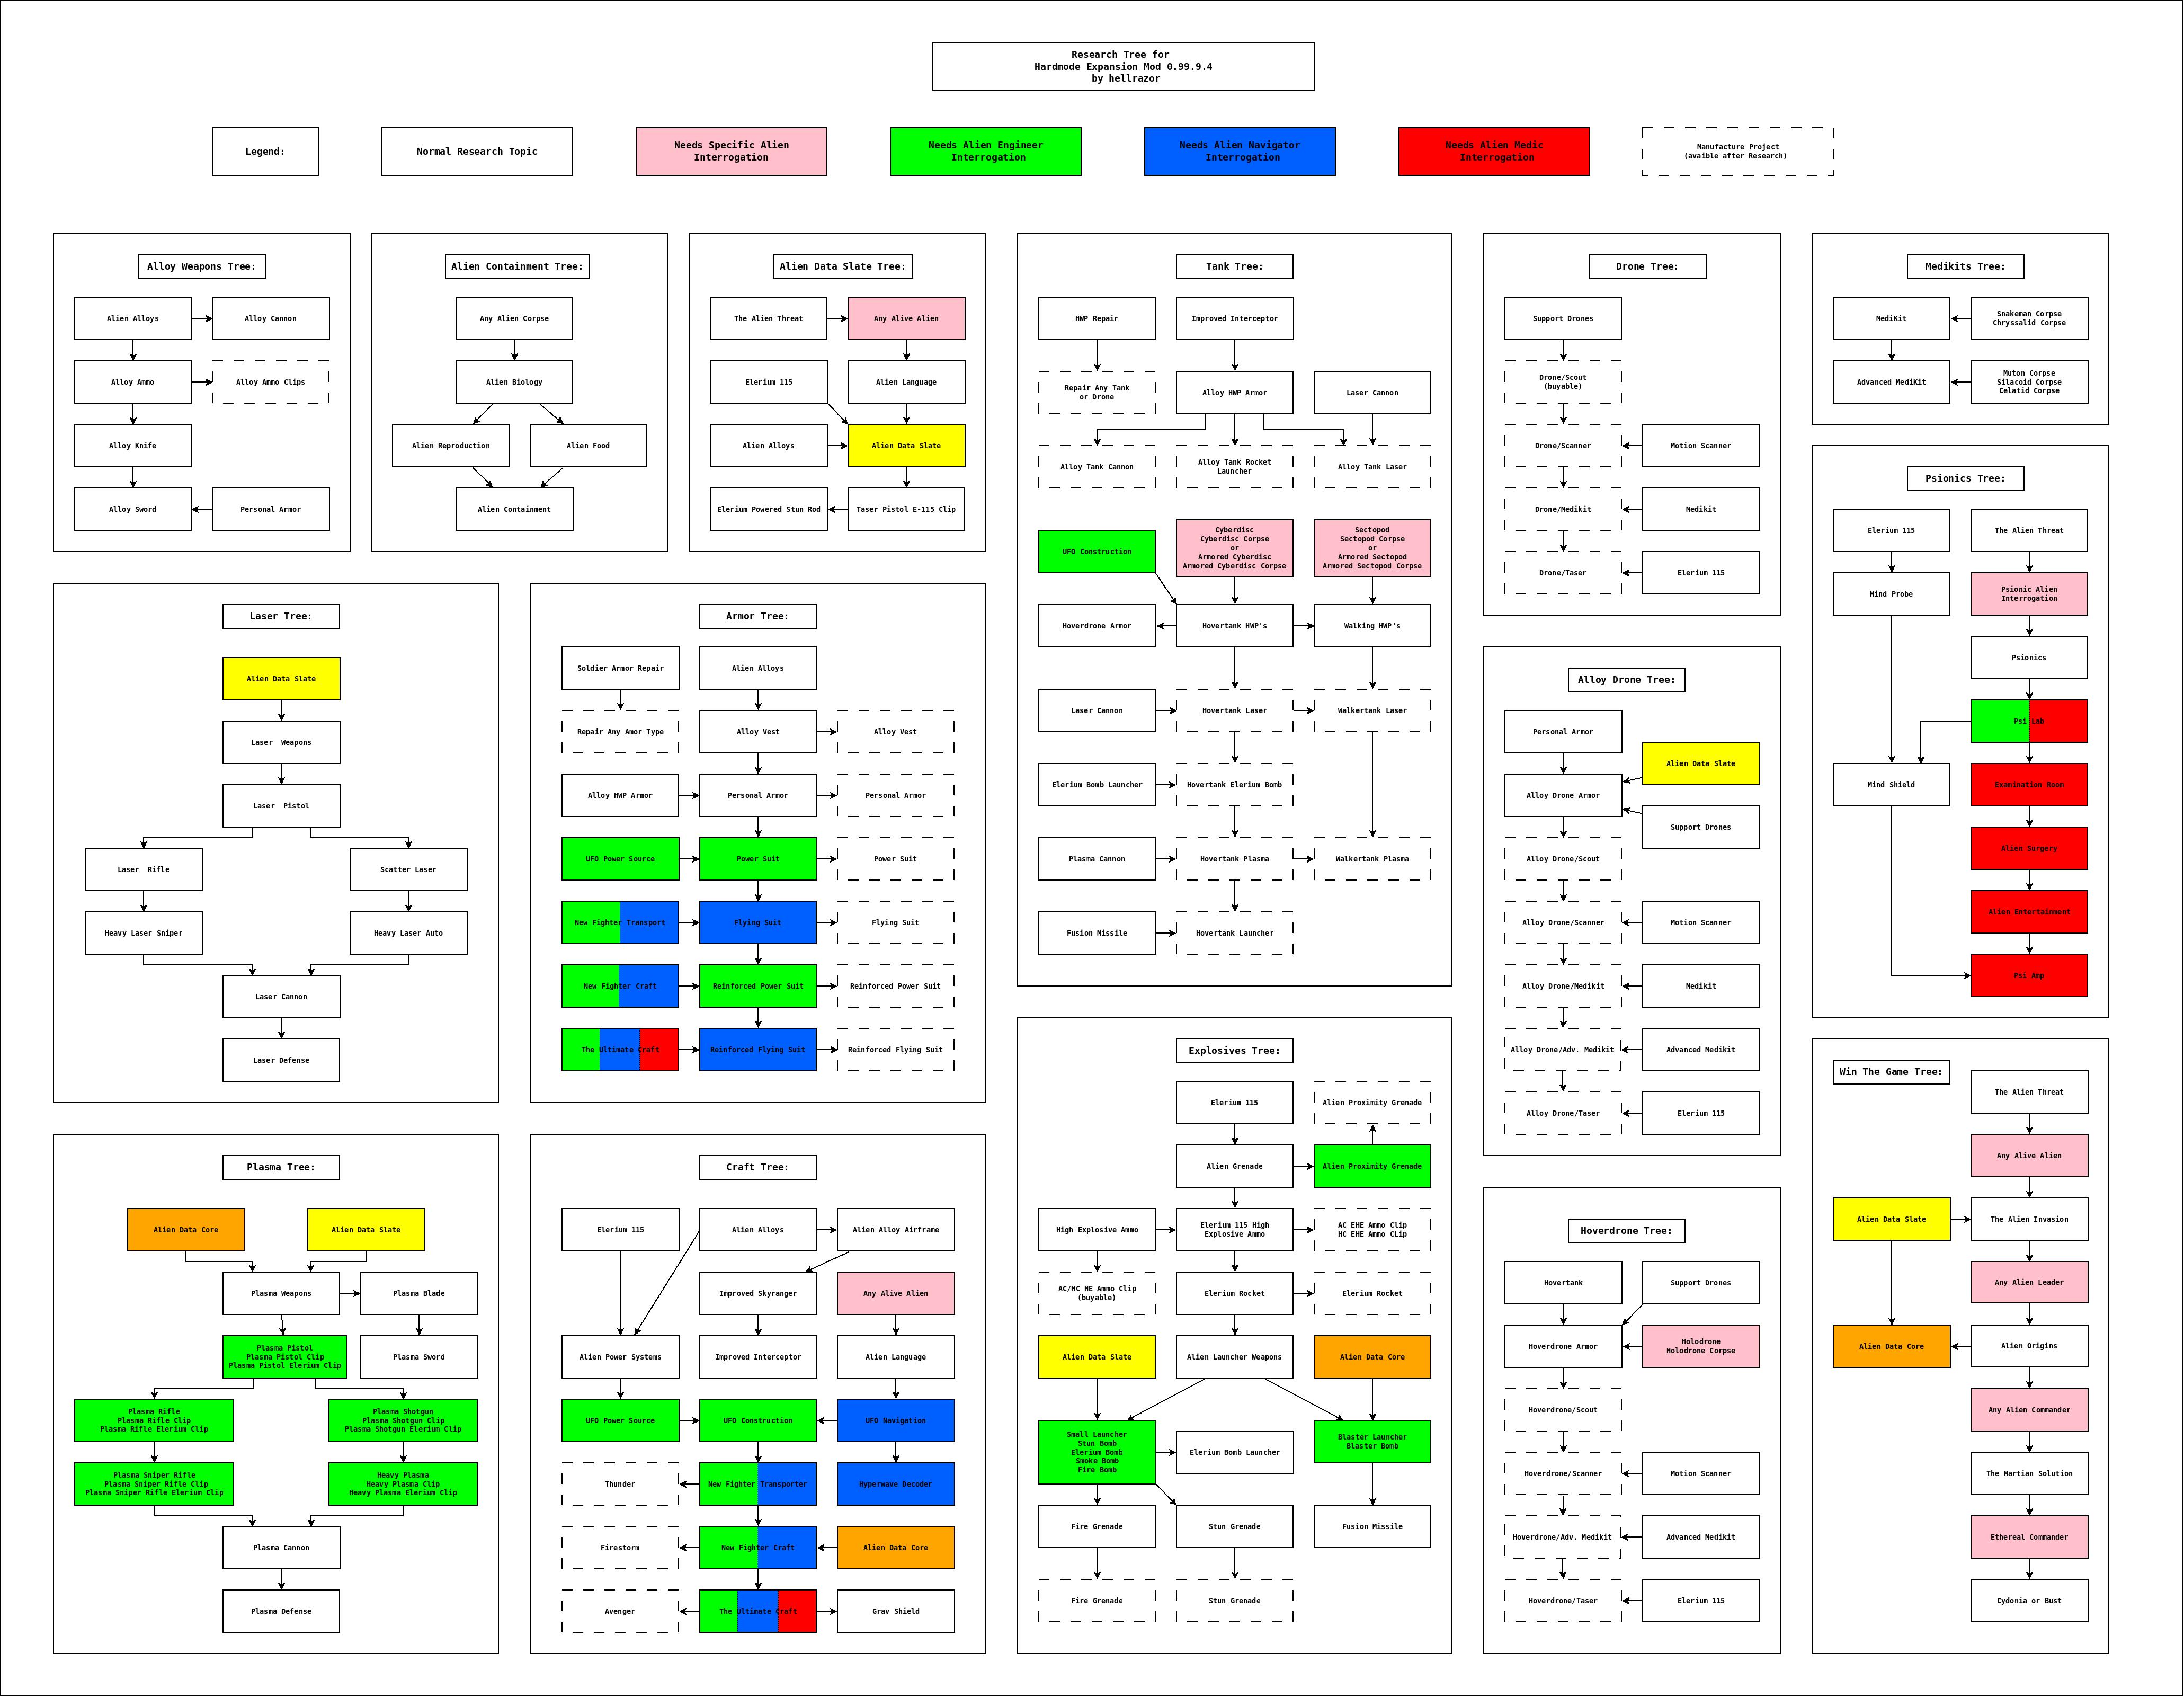 Research Tree for
Hardmode Expansion Mod 0.99.9.4
by hellrazor
Legend:
Normal Research Topic
Needs Specific Alien
Interrogation
Needs Alien Engineer
Interrogation
Needs Alien Navigator
Interrogation
Needs Alien Medic
Interrogation
Manufacture Project
(avaible after Research)
Alloy Weapons Tree:
Alien Alloys
Alloy Cannon
Alloy Ammo
Alloy Ammo Clips
Alloy Knife
Alloy Sword
Personal Armor
Alien Containment Tree:
Any Alien Corpse
Alien Biology
Alien Reproduction
Alien Food
Alien Containment
Alien Data Slate Tree:
The Alien Threat
Any Alive Alien
Elerium 115
Alien Language
Alien Alloys
Alien Data Slate
Elerium Powered Stun Rod
Taser Pistol E-115 Clip
Tank Tree:
HWP Repair
Improved Interceptor
Repair Any Tank
or Drone
Alloy HWP Armor
Laser Cannon
Alloy Tank Cannon
Alloy Tank Rocket
Launcher
Alloy Tank Laser
UFO Construction
Cyberdisc
Cyberdisc Corpse
or
Armored Cyberdisc
Armored Cyberdisc Corpse
Sectopod
Sectopod Corpse
or
Armored Sectopod
Armored Sectopod Corpse
Hoverdrone Armor
Hovertank HWP's
Walking HWP's
Laser Cannon
Hovertank Laser
Walkertank Laser
Elerium Bomb Launcher
Hovertank Elerium Bomb
Plasma Cannon
Hovertank Plasma
Walkertank Plasma
Fusion Missile
Hovertank Launcher
Drone Tree:
Support Drones
Drone/Scout
(buyable)
Drone/Scanner
Motion Scanner
Drone/Medikit
Medikit
Drone/Taser
Elerium 115
Medikits Tree:
MediKit
Snakeman Corpse
Chryssalid Corpse
Advanced MediKit
Muton Corpse
Silacoid Corpse
Celatid Corpse
Psionics Tree:
Elerium 115
The Alien Threat
Mind Probe
Psionic Alien
Interrogation
Psionics
Psi Lab
Mind Shield
Examination Room
Alien Surgery
Alien Entertainment
Psi Amp
Laser Tree:
Alien Data Slate
Laser  Weapons
Laser  Pistol
Laser  Rifle
Scatter Laser
Heavy Laser Sniper
Heavy Laser Auto
Laser Cannon
Laser Defense
Armor Tree:
Soldier Armor Repair
Alien Alloys
Repair Any Amor Type
Alloy Vest
Alloy Vest
Alloy HWP Armor
Personal Armor
Personal Armor
UFO Power Source
Power Suit
Power Suit
New Fighter Transport
Flying Suit
Flying Suit
New Fighter Craft
Reinforced Power Suit
Reinforced Power Suit
The Ultimate Craft
Reinforced Flying Suit
Reinforced Flying Suit
Alloy Drone Tree:
Personal Armor
Alien Data Slate
Alloy Drone Armor
Support Drones
Alloy Drone/Scout
Alloy Drone/Scanner
Motion Scanner
Alloy Drone/Medikit
Medikit
Alloy Drone/Adv. Medikit
Advanced Medikit
Alloy Drone/Taser
Elerium 115
Plasma Tree:
Alien Data Core
Alien Data Slate
Plasma Weapons
Plasma Blade
Plasma Pistol
Plasma Pistol Clip
Plasma Pistol Elerium Clip
Plasma Sword
Plasma Rifle
Plasma Rifle Clip
Plasma Rifle Elerium Clip
Plasma Shotgun
Plasma Shotgun Clip
Plasma Shotgun Elerium Clip
Plasma Sniper Rifle
Plasma Sniper Rifle Clip
Plasma Sniper Rifle Elerium Clip
Heavy Plasma
Heavy Plasma Clip
Heavy Plasma Elerium Clip
Plasma Cannon
Plasma Defense
Craft Tree:
Elerium 115
Alien Alloys
Alien Alloy Airframe
Improved Skyranger
Any Alive Alien
Alien Power Systems
Improved Interceptor
Alien Language
UFO Power Source
UFO Construction
UFO Navigation
Thunder
New Fighter Transporter
Hyperwave Decoder
Firestorm
New Fighter Craft
Alien Data Core
Avenger
The Ultimate Craft
Grav Shield
Explosives Tree:
Elerium 115
Alien Proximity Grenade
Alien Grenade
Alien Proximity Grenade
High Explosive Ammo
Elerium 115 High
Explosive Ammo
AC EHE Ammo Clip
HC EHE Ammo CLip
AC/HC HE Ammo Clip
(buyable)
Elerium Rocket
Elerium Rocket
Alien Data Slate
Alien Launcher Weapons
Alien Data Core
Small Launcher
Stun Bomb
Elerium Bomb
Smoke Bomb
Fire Bomb
Elerium Bomb Launcher
Blaster Launcher
Blaster Bomb
Fire Grenade
Stun Grenade
Fusion Missile
Fire Grenade
Stun Grenade
Hoverdrone Tree:
Hovertank
Support Drones
Hoverdrone Armor
Holodrone
Holodrone Corpse
Hoverdrone/Scout
Hoverdrone/Scanner
Motion Scanner
Hoverdrone/Adv. Medikit
Advanced Medikit
Hoverdrone/Taser
Elerium 115
Win The Game Tree:
The Alien Threat
Any Alive Alien
Alien Data Slate
The Alien Invasion
Any Alien Leader
Alien Data Core
Alien Origins
Any Alien Commander
The Martian Solution
Ethereal Commander
Cydonia or Bust